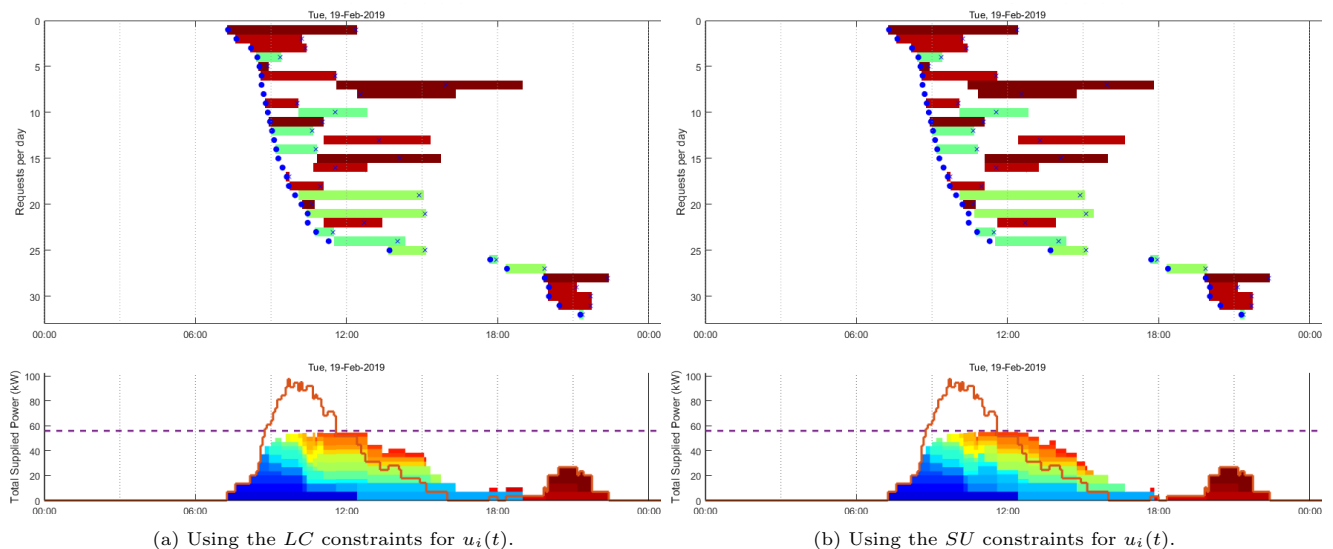 Tue, 19-Feb-2019
0
5
10
15
20
25
30
Requests per day
00:00 06:00 12:00 18:00 00:00
Tue, 19-Feb-2019
100
80
60
40
20
0
Total Supplied Power (kW)
00:00 06:00 12:00 18:00 00:00
(a) Using the LC constraints for u_i(t).
Tue, 19-Feb-2019
0
5
10
15
20
25
30
Requests per day
00:00 06:00 12:00 18:00 00:00
Tue, 19-Feb-2019
100
80
60
40
20
0
Total Supplied Power (kW)
00:00 06:00 12:00 18:00 00:00
(b) Using the SU constraints for u_i(t).